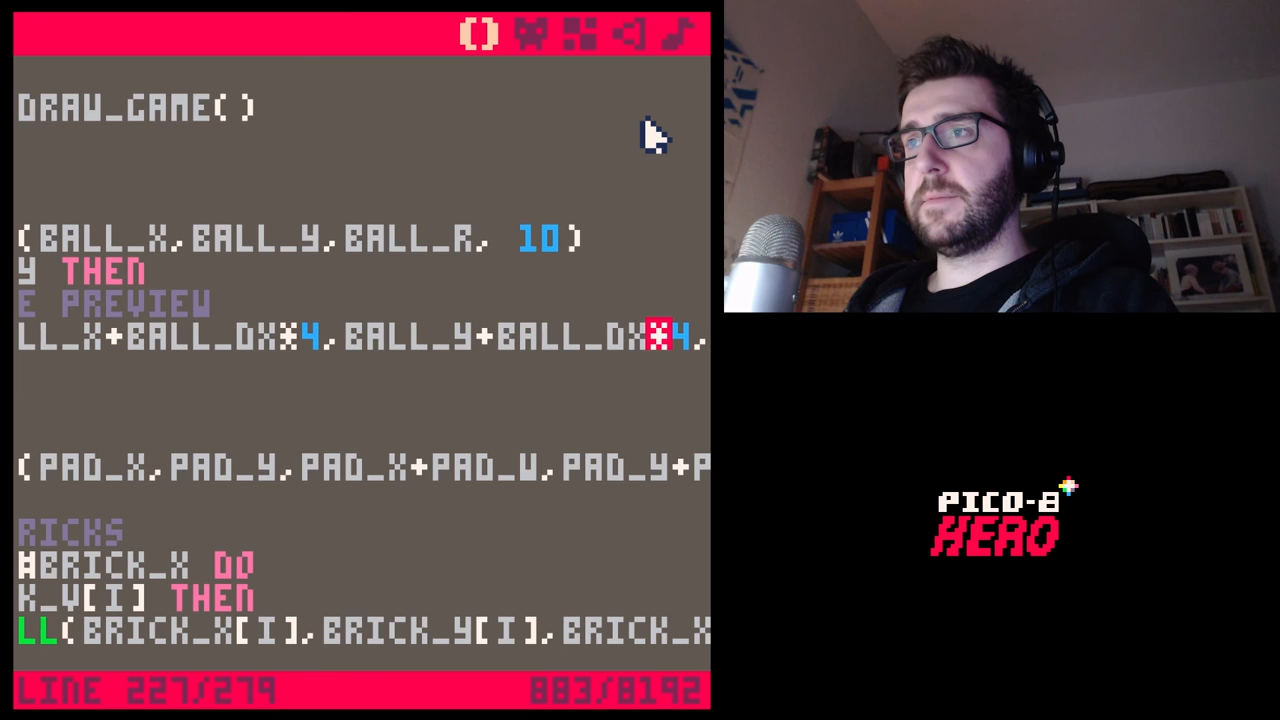 DRAW_GAME()
(BALL_X,BALL_Y,BALL_R, 10)
Y THEN
E PREVIEW
LL_X+BALL_DX*4,BALL_Y+BALL_DX*4,
(PAD_X,PAD_Y,PAD_X+PAD_W,PAD_Y+P
RICKS
#BRICK_X DO
K_V[I] THEN
LL(BRICK_X[I],BRICK_Y[I],BRICK_X
LINE 227/279 883/8192
PICO-8
HERO